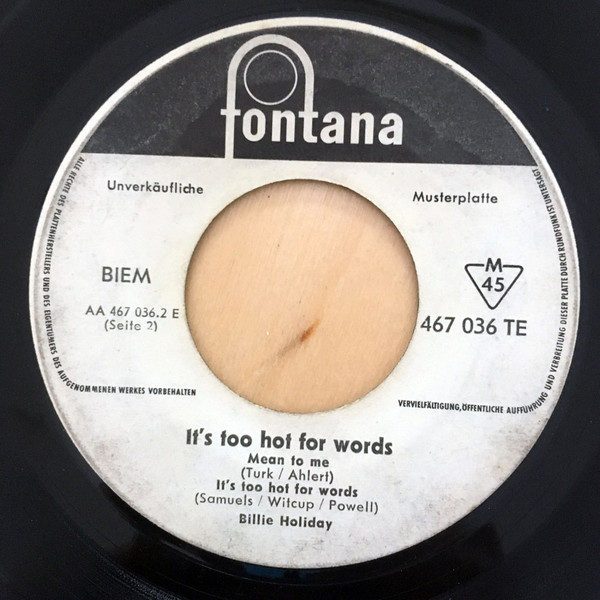 fontana
Unverkäufliche
Musterplatte
BIEM
M
45
AA 467 036.2 E
(Seite 2)
467 036 TE
ALLE RECHTE DES PLATTENHERSTELLERS UND DES EIGENTÜMERS DES AUFGENOMMENEN WERKES VORBEHALTEN
VERVIELFÄLTIGUNG, ÖFFENTLICHE AUFFÜHRUNG UND VERBREITUNG DIESER PLATTE DURCH RUNDFUNK IST UNTERSAGT
It's too hot for words
Mean to me
(Turk / Ahlert)
It's too hot for words
(Samuels / Witcup / Powell)
Billie Holiday